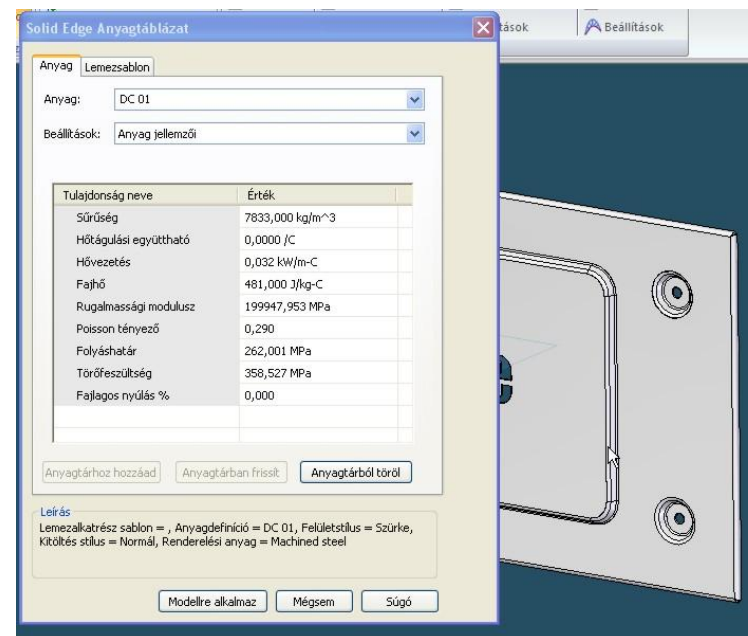 Solid Edge Anyagtáblázat
tások
Beállítások
Anyag Lemezsablon
Anyag: DC 01
Beállítások: Anyag jellemzői
Tulajdonság neve Érték
Sűrűség 7833,000 kg/m^3
Hőtágulási együttható 0,0000 /C
Hővezetés 0,032 kW/m-C
Fajhő 481,000 J/kg-C
Rugalmassági modulusz 199947,953 MPa
Poisson tényező 0,290
Folyáshatár 262,001 MPa
Törőfeszültség 358,527 MPa
Fajlagos nyúlás % 0,000
Anyagtárhoz hozzáad Anyagtárban frissít Anyagtárból töröl
Leírás
Lemezalkatrész sablon = , Anyagdefiníció = DC 01, Felületstílus = Szürke,
Kitöltés stílus = Normál, Renderelési anyag = Machined steel
Modellre alkalmaz Mégsem Súgó